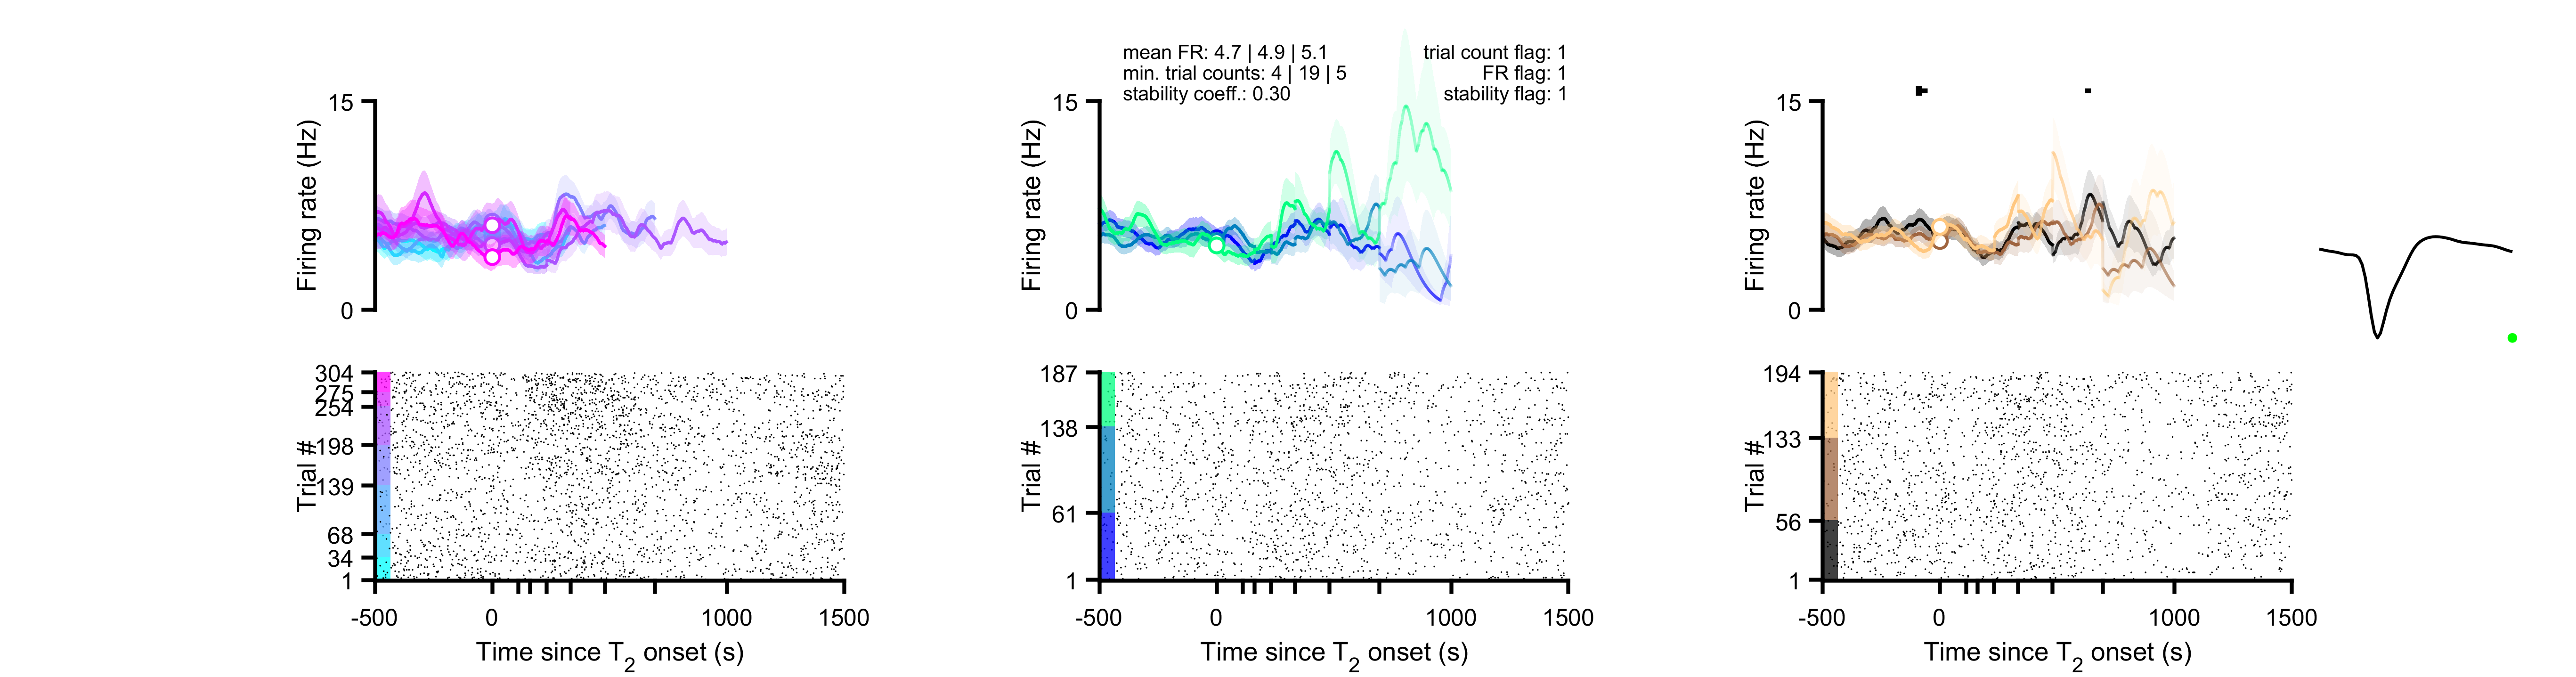 mean FR: 4.7 | 4.9 | 5.1
min. trial counts: 4 | 19 | 5
stability coeff.: 0.30
trial count flag: 1
FR flag: 1
stability flag: 1
15
Firing rate (Hz)
0
15
Firing rate (Hz)
0
15
Firing rate (Hz)
0
304
275
254
198
139
68
34
1
Trial #
-500
0
1000
1500
Time since T2 onset (s)
187
138
61
1
Trial #
-500
0
1000
1500
Time since T2 onset (s)
194
133
56
1
Trial #
-500
0
1000
1500
Time since T2 onset (s)